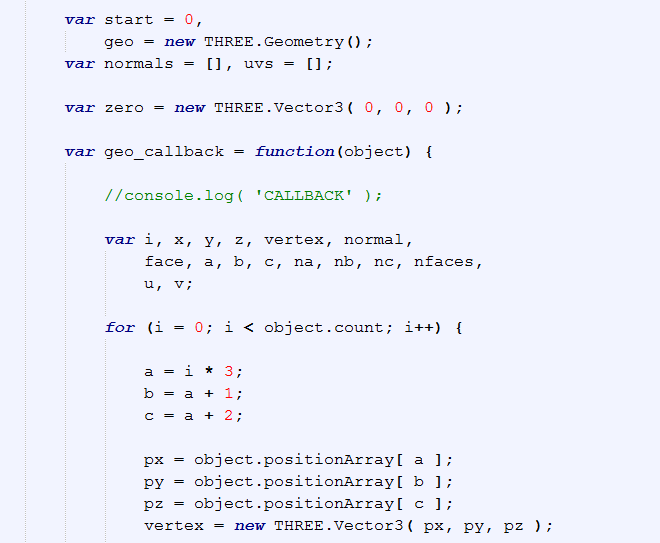 var start = 0,
geo = new THREE.Geometry();
var normals = [], uvs = [];
var zero = new THREE.Vector3( 0, 0, 0 );
var geo_callback = function(object) {
//console.log( 'CALLBACK' );
var i, x, y, z, vertex, normal,
face, a, b, c, na, nb, nc, nfaces,
u, v;
for (i = 0; i < object.count; i++) {
a = i * 3;
b = a + 1;
c = a + 2;
px = object.positionArray[ a ];
py = object.positionArray[ b ];
pz = object.positionArray[ c ];
vertex = new THREE.Vector3( px, py, pz );